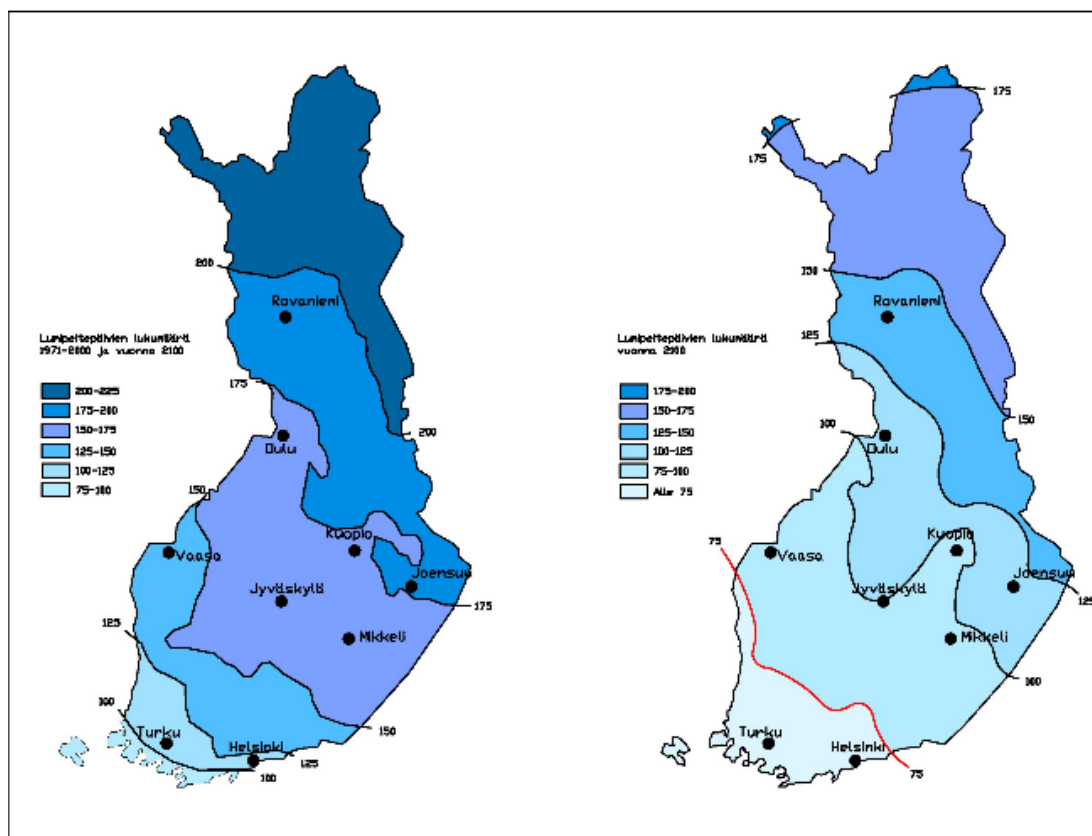 200
Rovaniemi
Lumipeitepäivien lukumäärä
1971-2000 ja vuonna 2100
175
200-225
175-200
150-175
125-150
100-125
75-100
Oulu
200
150
Vaasa
Kuopio
Joensuu
Jyväskylä
175
125
Mikkeli
100
150
Turku
Helsinki
125
100
175
175
150
Rovaniemi
125
Lumipeitepäivien lukumäärä
vuonna 2100
175-200
150-175
125-150
100-125
75-100
Alle 75
150
100
Oulu
75
Vaasa
Kuopio
Joensuu
125
Jyväskylä
Mikkeli
100
Turku
Helsinki
75